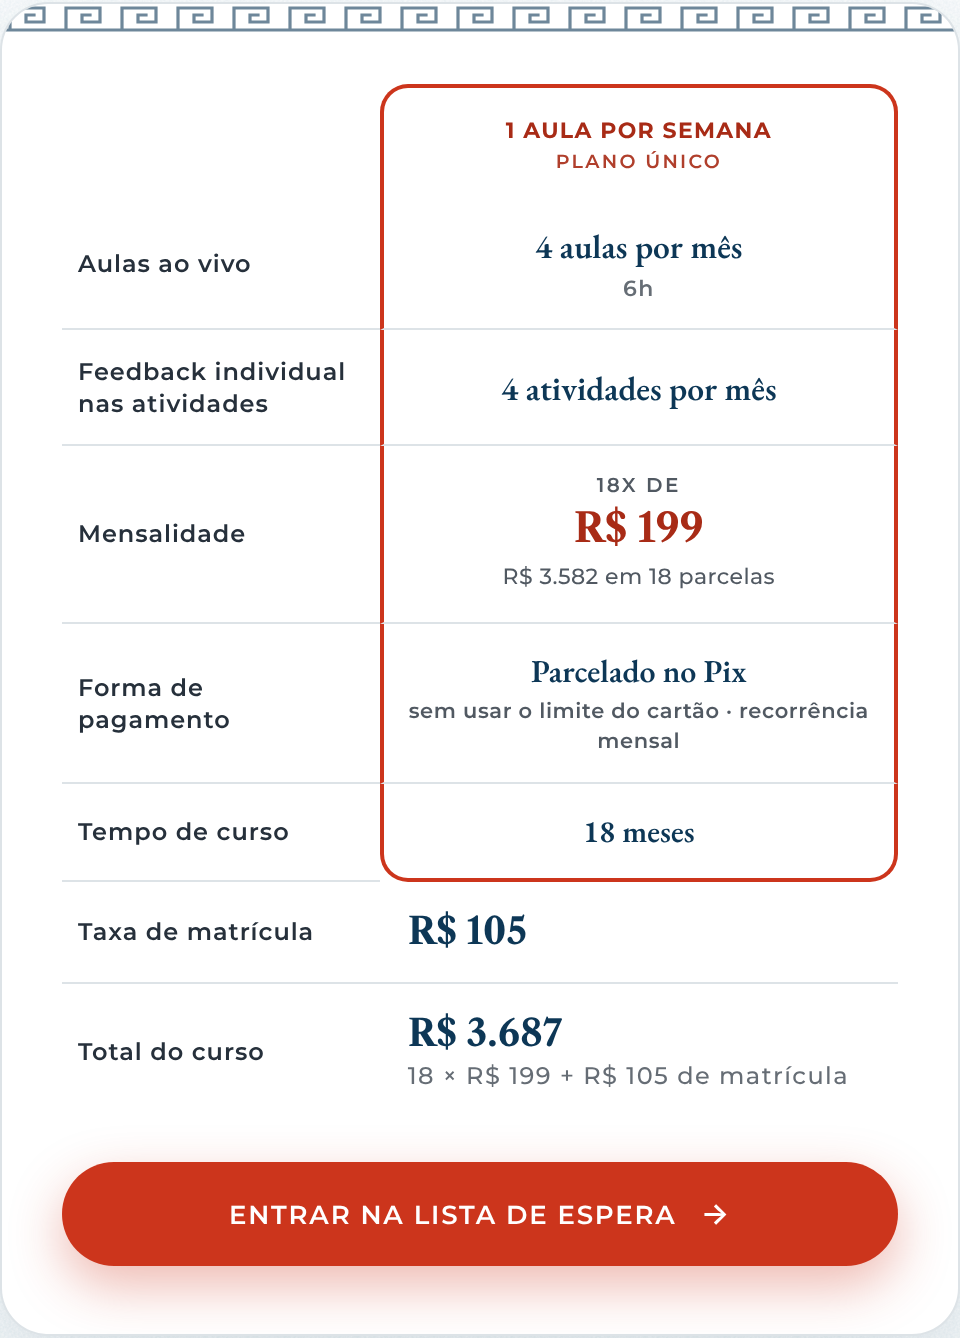 1 AULA POR SEMANA
PLANO ÚNICO
Aulas ao vivo
4 aulas por mês
6h
Feedback individual
nas atividades
4 atividades por mês
Mensalidade
18X DE
R$ 199
R$ 3.582 em 18 parcelas
Forma de
pagamento
Parcelado no Pix
sem usar o limite do cartão · recorrência
mensal
Tempo de curso
18 meses
Taxa de matrícula
R$ 105
Total do curso
R$ 3.687
18 × R$ 199 + R$ 105 de matrícula
ENTRAR NA LISTA DE ESPERA →